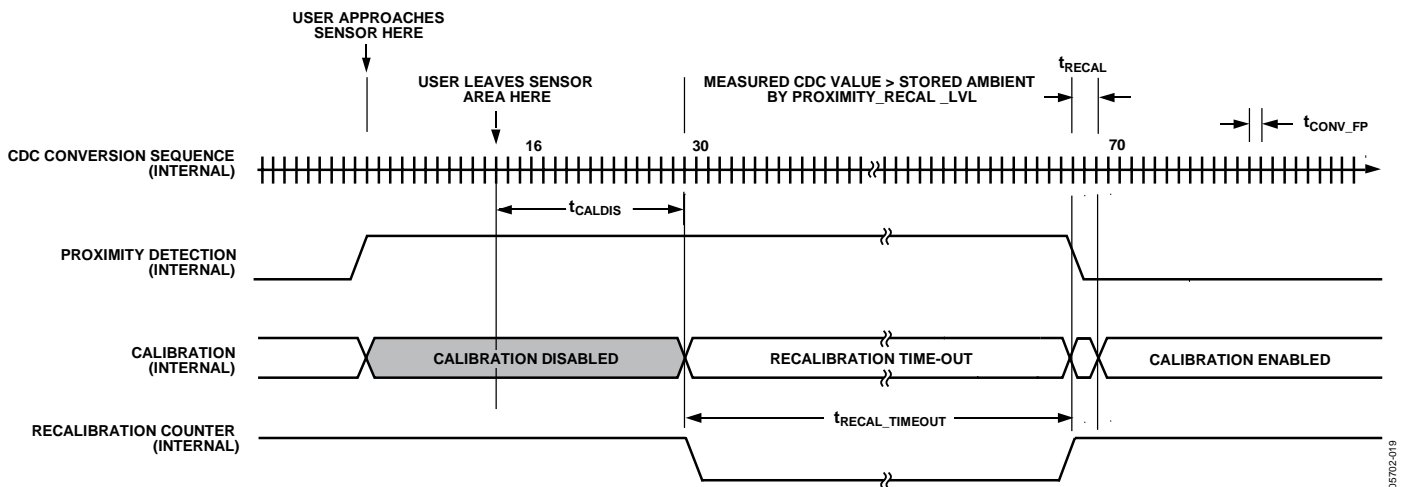 USER APPROACHES
SENSOR HERE
USER LEAVES SENSOR
AREA HERE
MEASURED CDC VALUE > STORED AMBIENT
BY PROXIMITY_RECAL _LVL
tRECAL
tCONV_FP
CDC CONVERSION SEQUENCE
(INTERNAL)
16
30
70
tCALDIS
PROXIMITY DETECTION
(INTERNAL)
CALIBRATION
(INTERNAL)
CALIBRATION DISABLED
RECALIBRATION TIME-OUT
CALIBRATION ENABLED
tRECAL_TIMEOUT
RECALIBRATION COUNTER
(INTERNAL)
05702-019